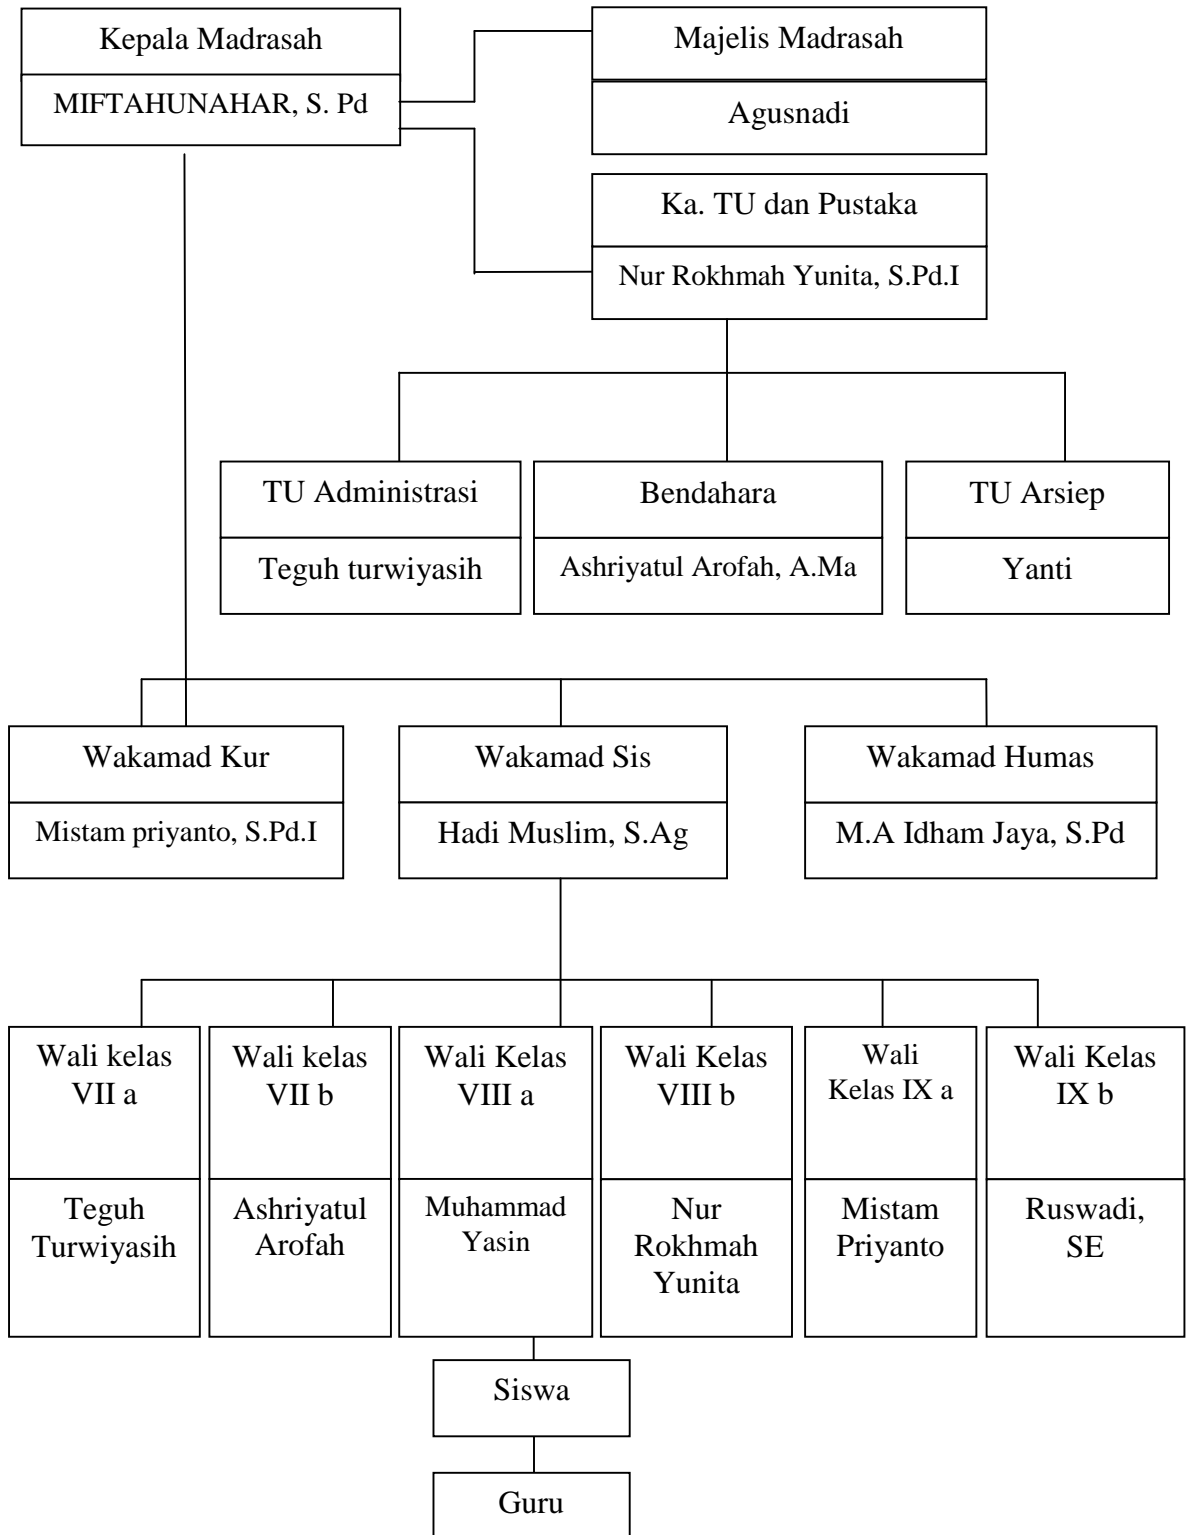 Kepala Madrasah
MIFTAHUNAHAR, S. Pd
Majelis Madrasah
Agusnadi
Ka. TU dan Pustaka
Nur Rokhmah Yunita, S.Pd.I
TU Administrasi
Teguh turwiyasih
Bendahara
Ashriyatul Arofah, A.Ma
TU Arsiep
Yanti
Wakamad Kur
Mistam priyanto, S.Pd.I
Wakamad Sis
Hadi Muslim, S.Ag
Wakamad Humas
M.A Idham Jaya, S.Pd
Wali kelas
VII a
Teguh
Turwiyasih
Wali kelas
VII b
Ashriyatul
Arofah
Wali Kelas
VIII a
Muhammad
Yasin
Wali Kelas
VIII b
Nur
Rokhmah
Yunita
Wali
Kelas IX a
Mistam
Priyanto
Wali Kelas
IX b
Ruswadi,
SE
Siswa
Guru